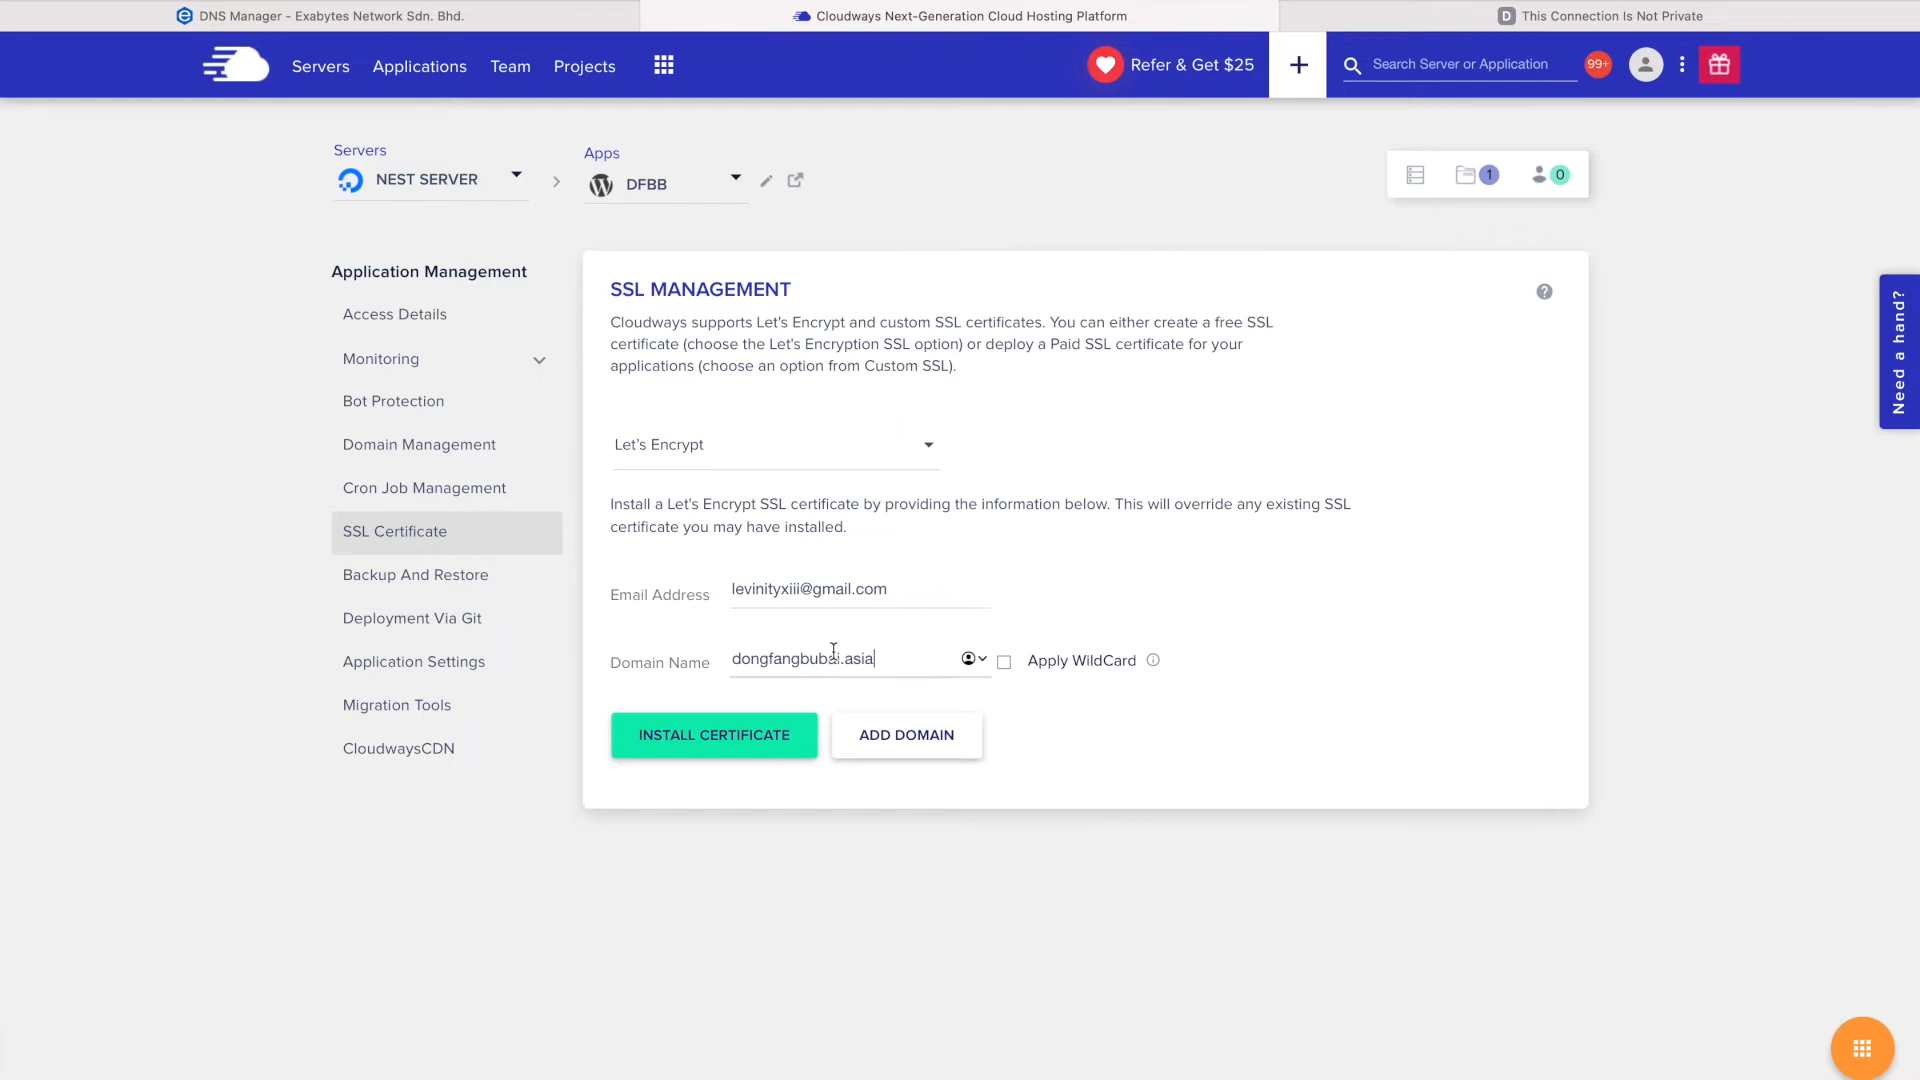 DNS Manager - Exabytes Network Sdn. Bhd.
Cloudways Next-Generation Cloud Hosting Platform
D This Connection Is Not Private
Servers Applications Team Projects
Refer & Get $25
+
Search Server or Application
99+
Servers
NEST SERVER
Apps
DFBB
1
0
Application Management
Access Details
Monitoring
Bot Protection
Domain Management
Cron Job Management
SSL Certificate
Backup And Restore
Deployment Via Git
Application Settings
Migration Tools
CloudwaysCDN
SSL MANAGEMENT
?
Cloudways supports Let's Encrypt and custom SSL certificates. You can either create a free SSL
certificate (choose the Let's Encryption SSL option) or deploy a Paid SSL certificate for your
applications (choose an option from Custom SSL).
Let's Encrypt
Install a Let's Encrypt SSL certificate by providing the information below. This will override any existing SSL
certificate you may have installed.
Email Address levinityxiii@gmail.com
Domain Name dongfangbubai.asia
Apply WildCard
INSTALL CERTIFICATE
ADD DOMAIN
Need a hand?